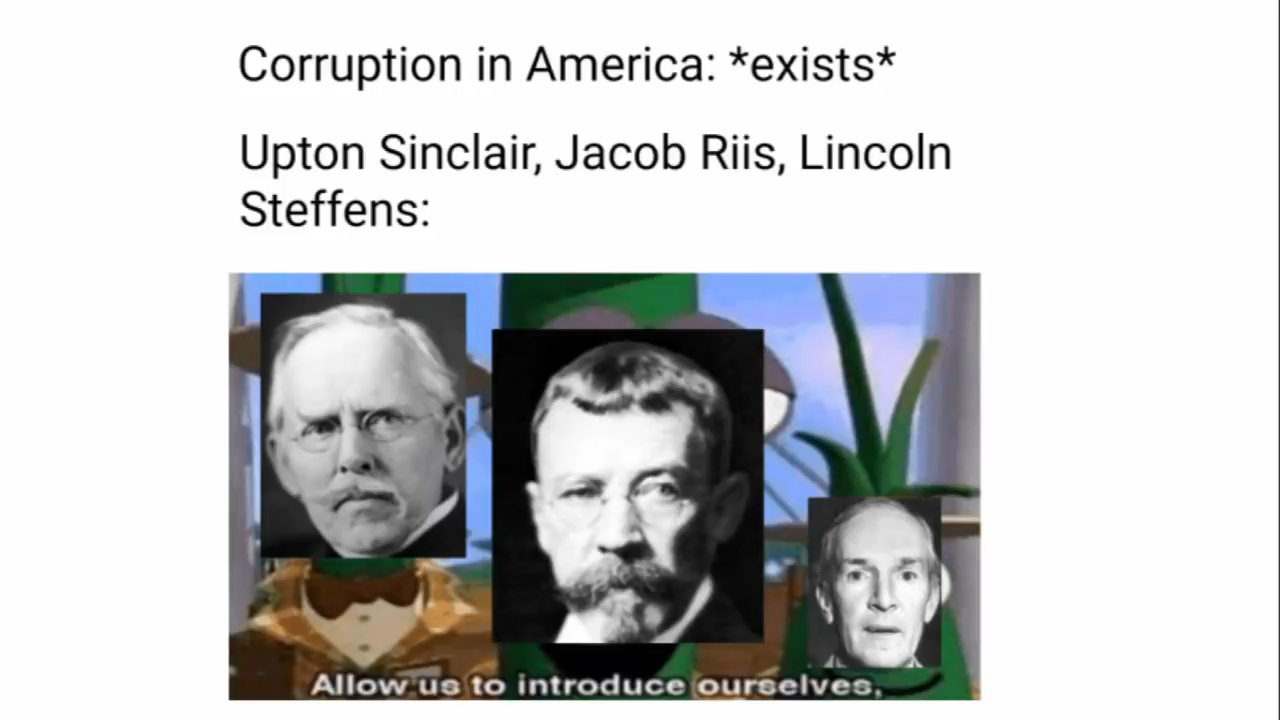 Corruption in America: *exists*
Upton Sinclair, Jacob Riis, Lincoln
Steffens:
Allow us to introduce ourselves,